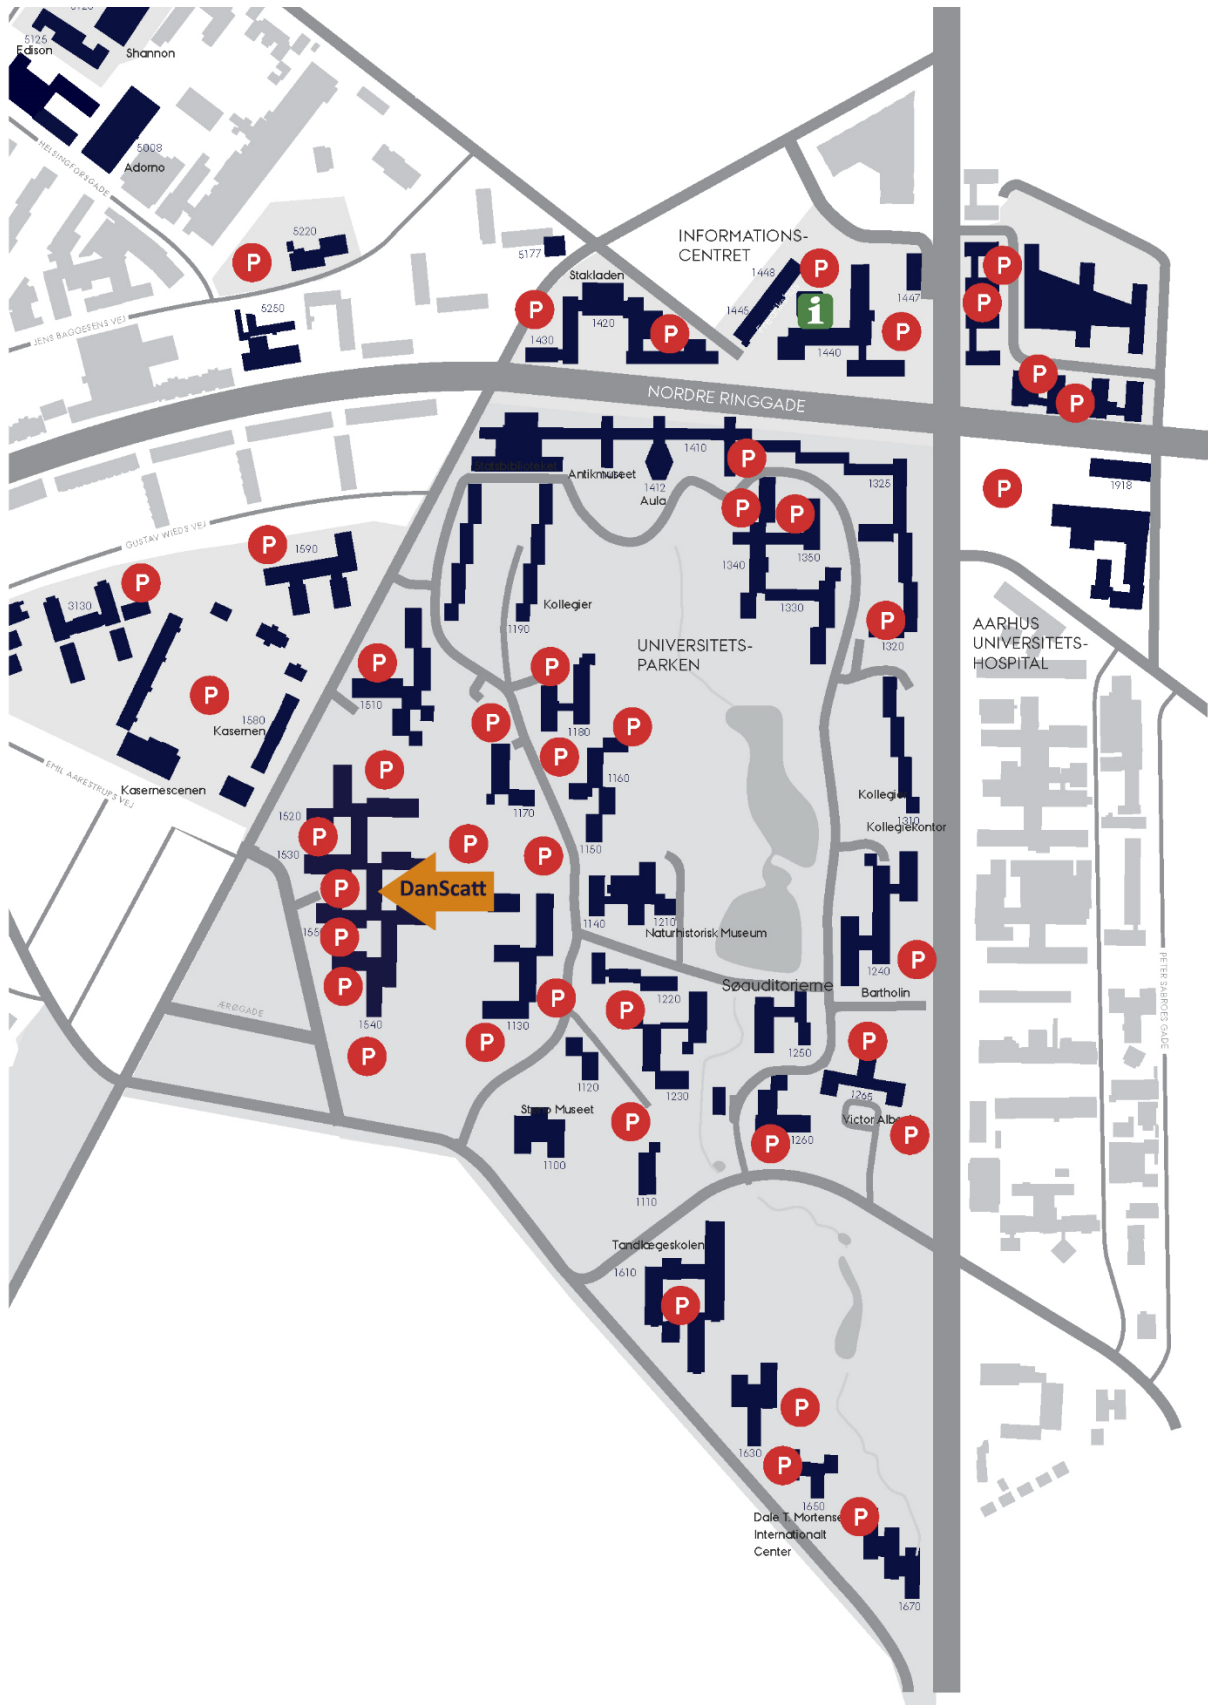 5125
Edison
Shannon
5008
Adorno
HELSINGFORSGADE
5220
P
5177
5250
JENS BAGGESENS VEJ
INFORMATIONS-
CENTRET
Stakladen
1448
P
1445
i
1447
P
P
P
1420
1430
P
1440
P
P
P
P
NORDRE RINGGADE
1410
Antikmuseet
1412
Aula
P
1325
1918
P
P
P
1350
1340
1330
GUSTAV WIEDS VEJ
P
1590
P
3130
Kollegier
1190
P
1320
UNIVERSITETS-
PARKEN
AARHUS
UNIVERSITETS-
HOSPITAL
P
1510
P
P
1580
Kasernen
P
P
1180
P
1160
P
Kasernescenen
EMIL AARESTRUPS VEJ
P
1170
1150
Kollegier
1310
Kollegiekontor
1520
P
1530
P
P
P
DanScatt
1140
1210
Naturhistorisk Museum
P
P
1540
P
1130
P
P
P
1220
Søauditorierne
1240
P
Bartholin
PETER SABROES GADE
ÆRØGADE
1250
P
1120
1230
1265
P
1100
P
1110
P
1260
P
Tandlægeskolen
1610
P
1630
P
P
1650
P
Internationalt
Center
1670